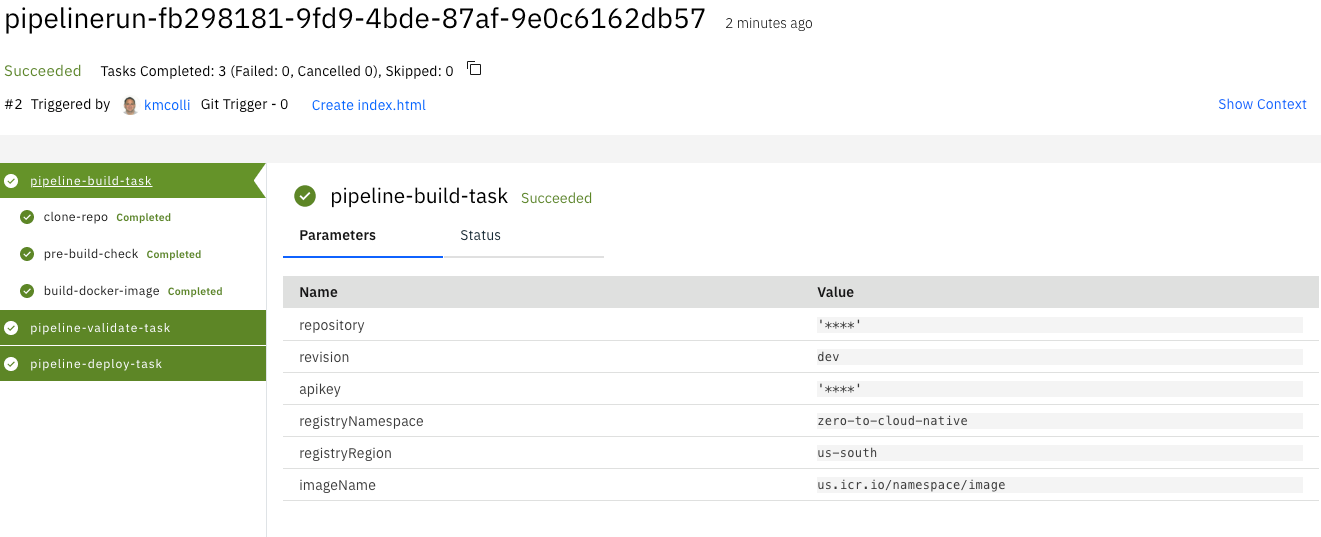 pipelinerun-fb298181-9fd9-4bde-87af-9e0c6162db57 2 minutes ago
Succeeded Tasks Completed: 3 (Failed: 0, Cancelled 0), Skipped: 0
#2 Triggered by kmcolli Git Trigger - 0 Create index.html Show Context
pipeline-build-task
clone-repo Completed
pre-build-check Completed
build-docker-image Completed
pipeline-validate-task
pipeline-deploy-task
pipeline-build-task Succeeded
Parameters Status
Name Value
repository '****'
revision dev
apikey '****'
registryNamespace zero-to-cloud-native
registryRegion us-south
imageName us.icr.io/namespace/image